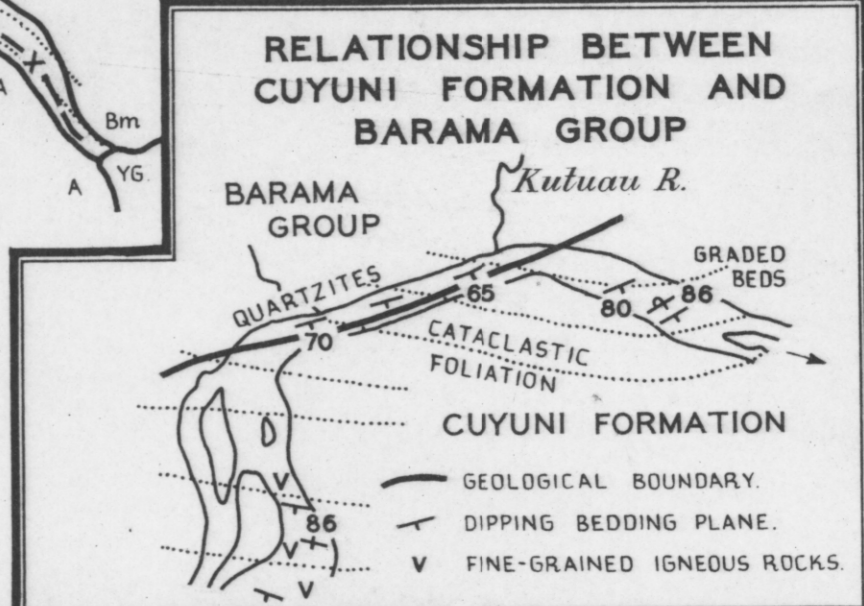 A
X
Bm
A
YG.
RELATIONSHIP BETWEEN
CUYUNI FORMATION AND
BARAMA GROUP
Kutuau R.
BARAMA
GROUP
GRADED
BEDS
QUARTZITES
65
80
86
70
CATACLASTIC
FOLIATION
CUYUNI FORMATION
V
GEOLOGICAL BOUNDARY.
86
DIPPING BEDDING PLANE.
V
V FINE-GRAINED IGNEOUS ROCKS.
V